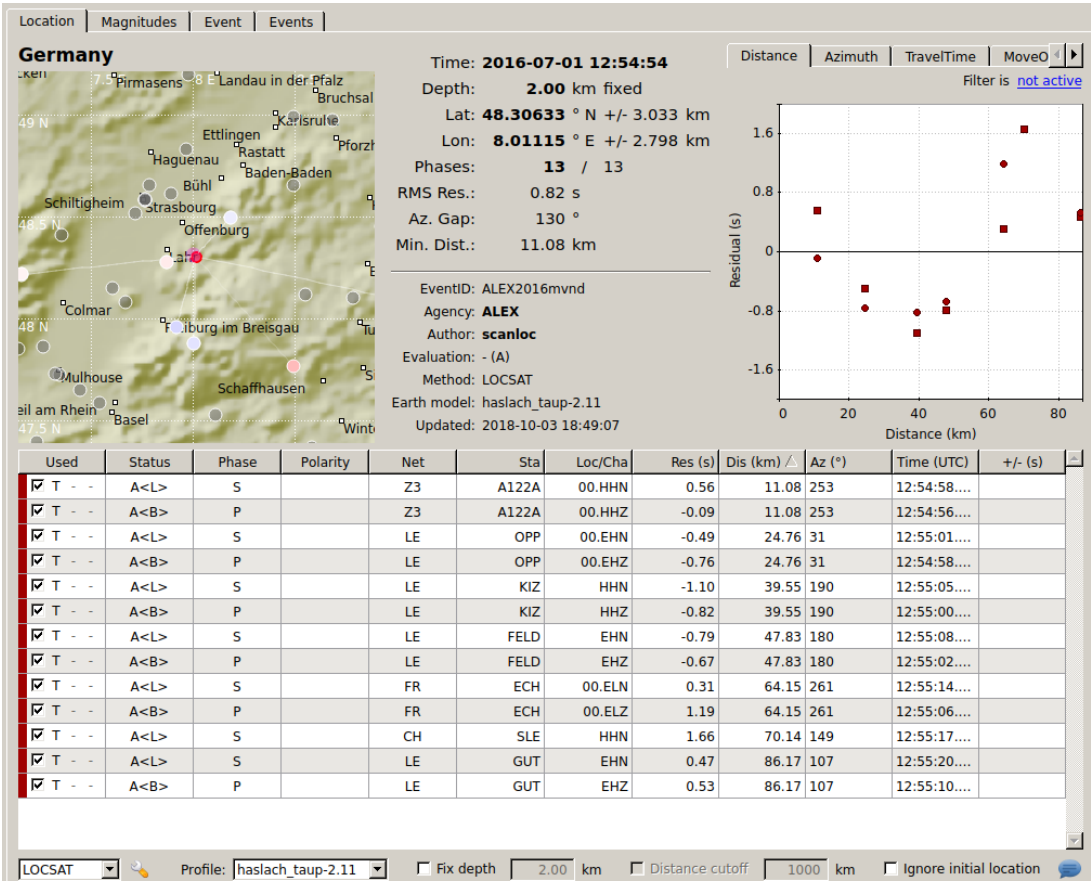 Location Magnitudes Event Events
Germany
Time: 2016-07-01 12:54:54
Depth: 2.00 km fixed
Lat: 48.30633 ° N +/- 3.033 km
Lon: 8.01115 ° E +/- 2.798 km
Phases: 13 / 13
RMS Res.: 0.82 s
Az. Gap: 130 °
Min. Dist.: 11.08 km
EventID: ALEX2016mvnd
Agency: ALEX
Author: scanloc
Evaluation: - (A)
Method: LOCSAT
Earth model: haslach_taup-2.11
Updated: 2018-10-03 18:49:07
Pirmasens 8 E Landau in der Pfalz
Bruchsal
49 N Karlsruhe
Ettlingen
Haguenau Rastatt Pforzh
Baden-Baden
Bühl
Schiltigheim Strasbourg
48.5 N Offenburg
Colmar
48 N Freiburg im Breisgau Tu
Mulhouse
Schaffhausen
eil am Rhein Basel
47.5 N Winte
Distance Azimuth TravelTime MoveO
Filter is not active
Residual (s)
1.6
0.8
0
-0.8
-1.6
0 20 40 60 80
Distance (km)
Used Status Phase Polarity Net Sta Loc/Cha Res (s) Dis (km) Az (°) Time (UTC) +/- (s)
T - - A<L> S Z3 A122A 00.HHN 0.56 11.08 253 12:54:58....
T - - A<B> P Z3 A122A 00.HHZ -0.09 11.08 253 12:54:56....
T - - A<L> S LE OPP 00.EHN -0.49 24.76 31 12:55:01....
T - - A<B> P LE OPP 00.EHZ -0.76 24.76 31 12:54:58....
T - - A<L> S LE KIZ HHN -1.10 39.55 190 12:55:05....
T - - A<B> P LE KIZ HHZ -0.82 39.55 190 12:55:00....
T - - A<L> S LE FELD EHN -0.79 47.83 180 12:55:08....
T - - A<B> P LE FELD EHZ -0.67 47.83 180 12:55:02....
T - - A<L> S FR ECH 00.ELN 0.31 64.15 261 12:55:14....
T - - A<B> P FR ECH 00.ELZ 1.19 64.15 261 12:55:06....
T - - A<L> S CH SLE HHN 1.66 70.14 149 12:55:17....
T - - A<L> S LE GUT EHN 0.47 86.17 107 12:55:20....
T - - A<B> P LE GUT EHZ 0.53 86.17 107 12:55:10....
LOCSAT Profile: haslach_taup-2.11 Fix depth 2.00 km Distance cutoff 1000 km Ignore initial location